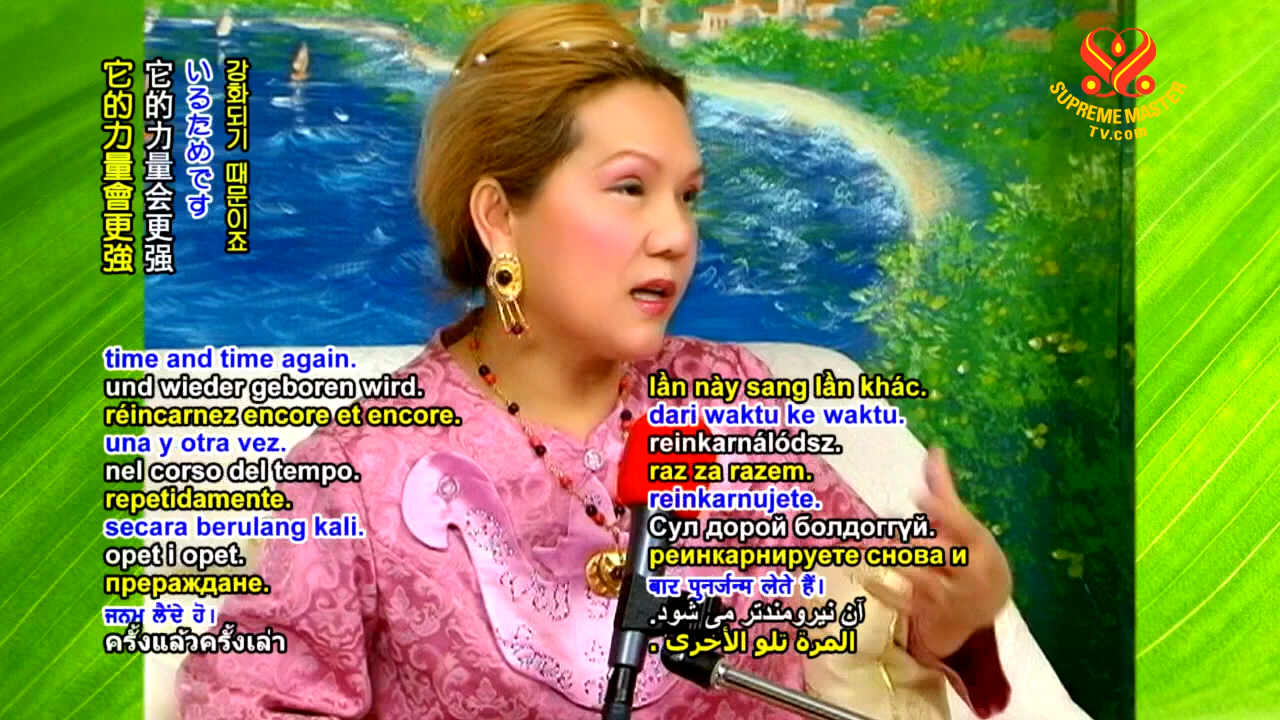 它的力量會更強
它的力量会更强
いるためです
강화되기 때문이죠
SUPREME MASTER
TV.com
time and time again.
und wieder geboren wird.
réincarnez encore et encore.
una y otra vez.
nel corso del tempo.
repetidamente.
secara berulang kali.
opet i opet.
прераждане.
ਜਨਮ ਲੈਂਦੇ ਹੋ।
ครั้งแล้วครั้งเล่า
lần này sang lần khác.
dari waktu ke waktu.
reinkarnálódsz.
raz za razem.
reinkarnujete.
Сул дорой болдоггүй.
реинкарнируете снова и
बार पुनर्जन्म लेते हैं।
آن نیرومندتر می شود.
المرة تلو الأخرى .